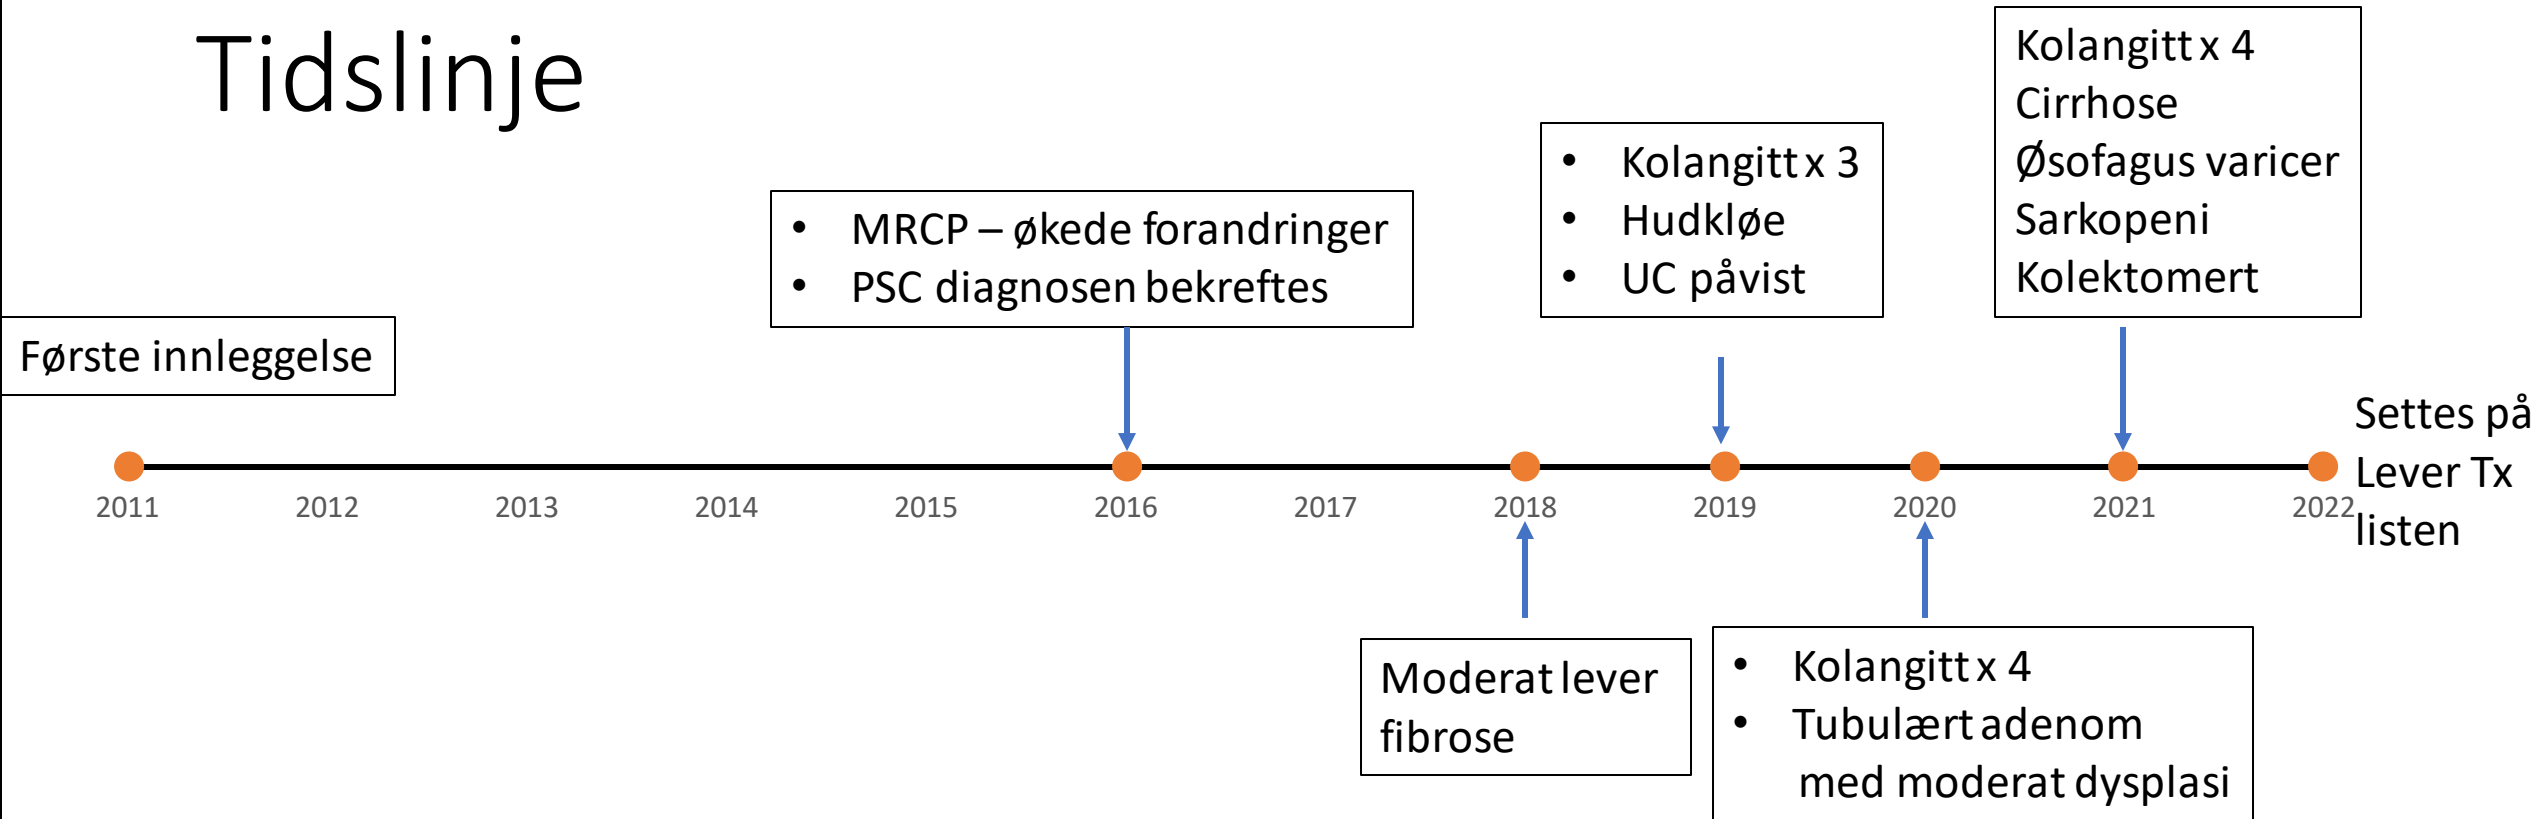 Tidslinje
Første innleggelse
• MRCP – økede forandringer
• PSC diagnosen bekreftes
• Kolangitt x 3
• Hudkløe
• UC påvist
Kolangitt x 4
Cirrhose
Øsofagus varicer
Sarkopeni
Kolektomert
Settes på
Lever Tx
listen
2011 2012 2013 2014 2015 2016 2017 2018 2019 2020 2021 2022
Moderat lever
fibrose
• Kolangitt x 4
• Tubulært adenom
med moderat dysplasi